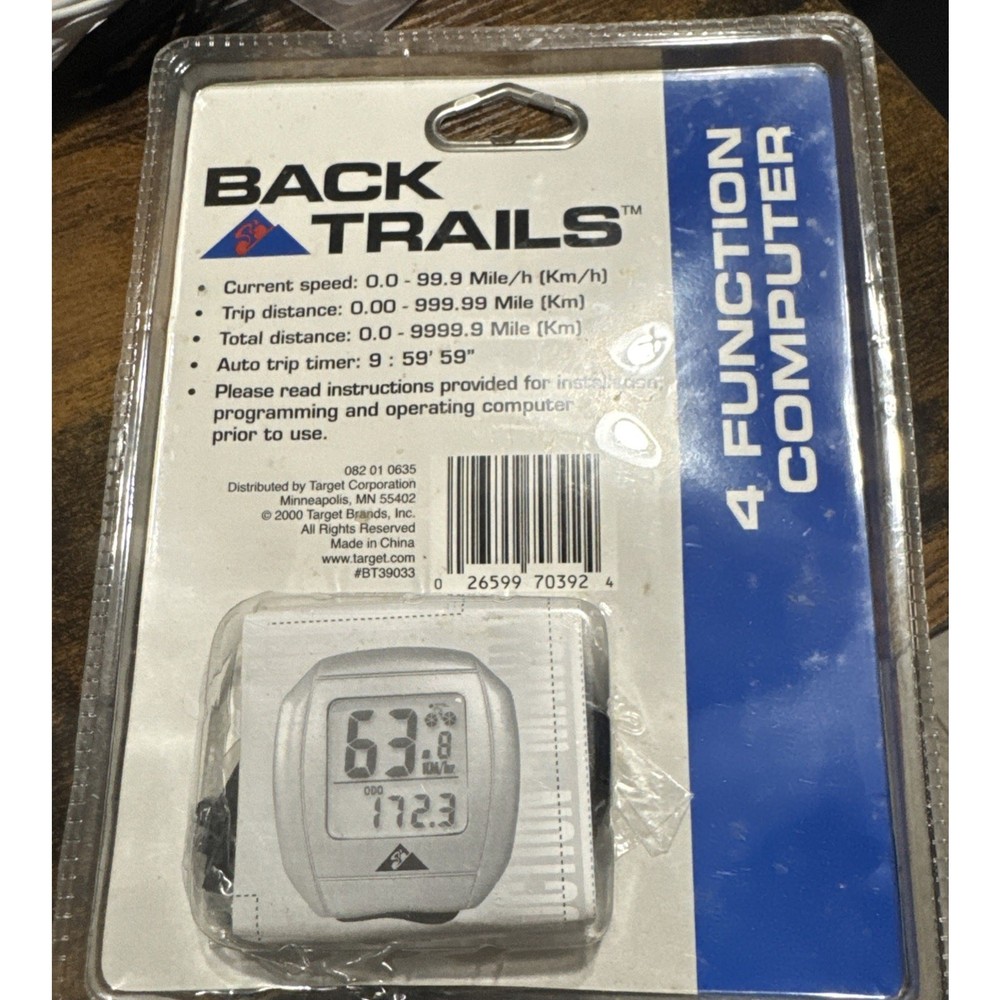 BACK
TRAILS™
• Current speed: 0.0 - 99.9 Mile/h (Km/h)
• Trip distance: 0.00 - 999.99 Mile (Km)
• Total distance: 0.0 - 9999.9 Mile (Km)
• Auto trip timer: 9 : 59' 59"
• Please read instructions provided for installation,
programming and operating computer
prior to use.
082 01 0635
Distributed by Target Corporation
Minneapolis, MN 55402
© 2000 Target Brands, Inc.
All Rights Reserved
Made in China
www.target.com
#BT39033
0 26599 70392 4
4 FUNCTION
COMPUTER
63.8
KM/hr
ODO
172.3